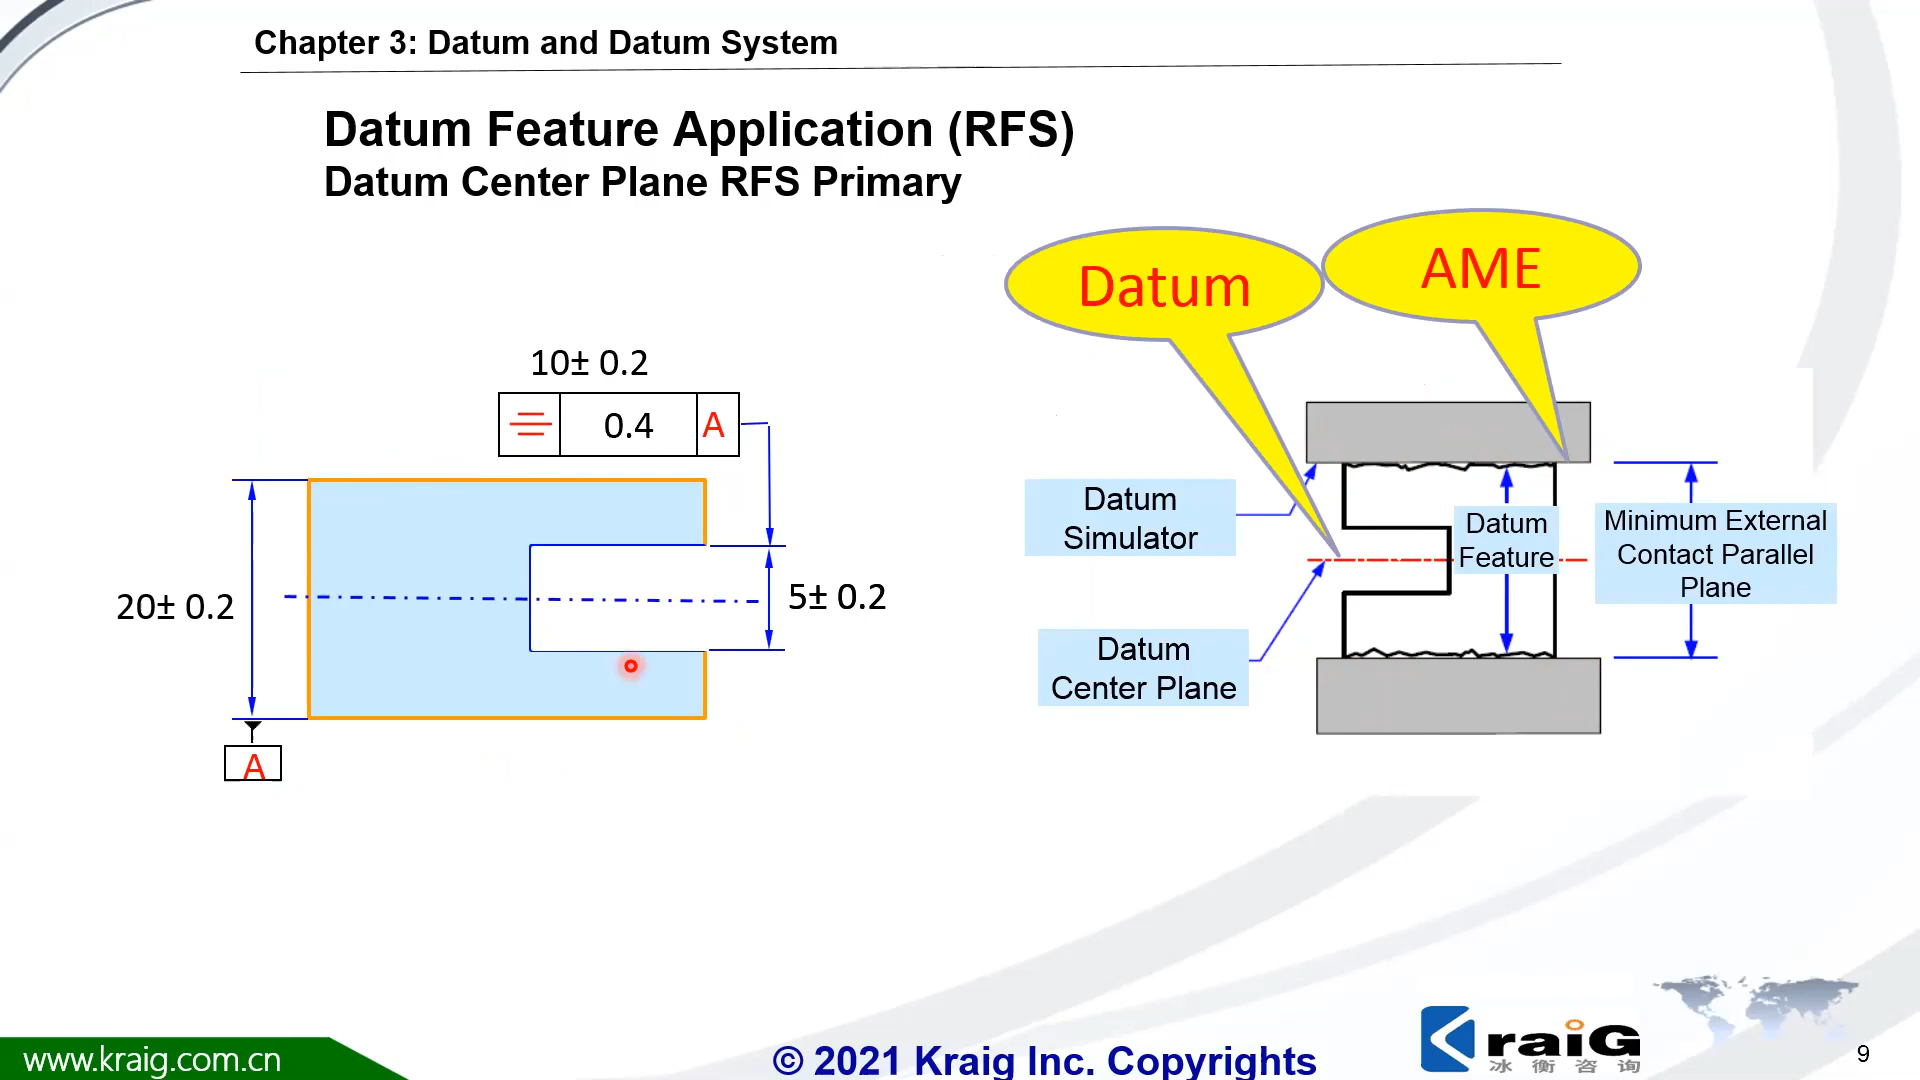 Chapter 3: Datum and Datum System
Datum Feature Application (RFS)
Datum Center Plane RFS Primary
Datum
AME
10± 0.2
0.4
A
20± 0.2
5± 0.2
A
Datum
Simulator
Datum
Feature
Minimum External
Contact Parallel
Plane
Datum
Center Plane
www.kraig.com.cn
© 2021 Kraig Inc. Copyrights
KraiG
冰衡咨询
9